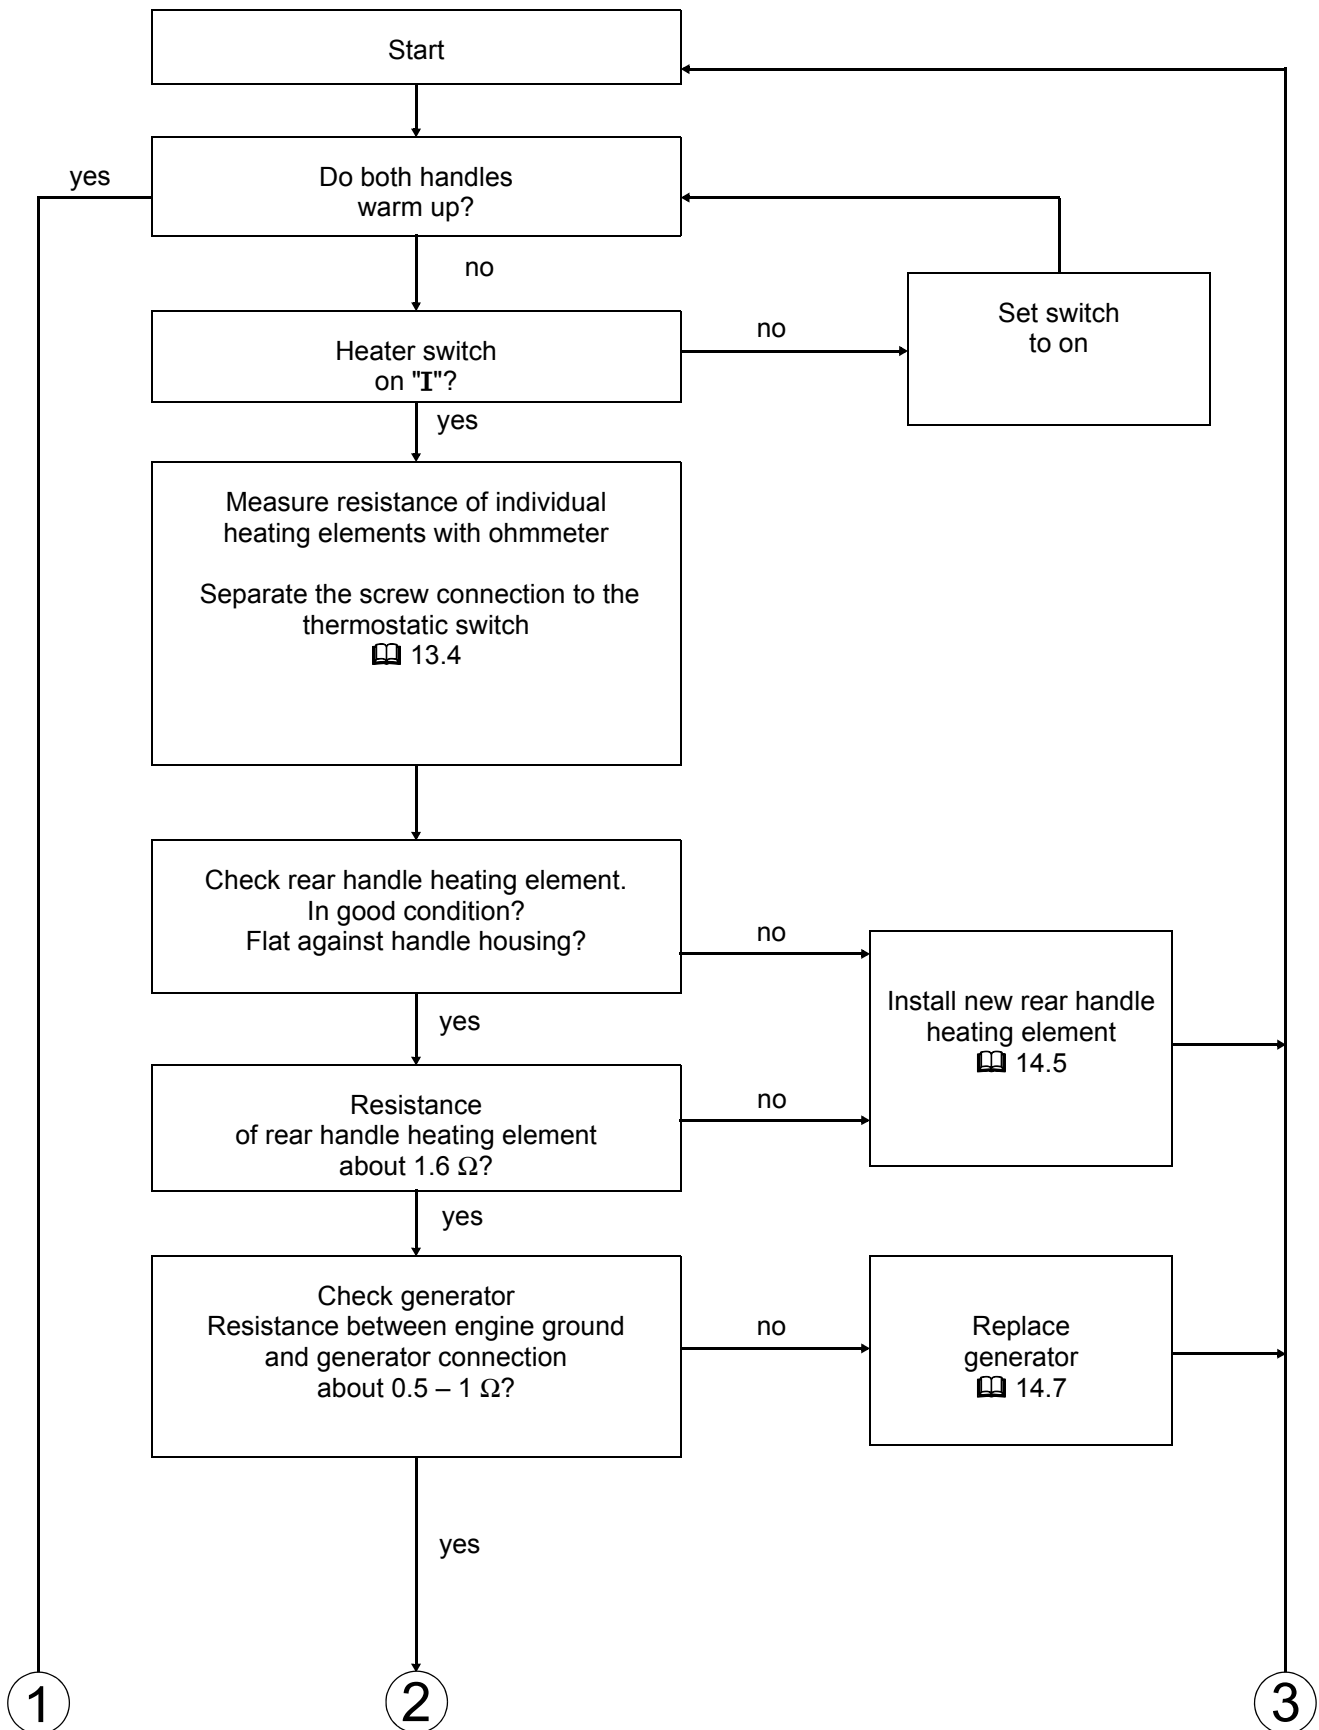 Start
yes
Do both handles
warm up?
no
Heater switch
on "I"?
no
Set switch
to on
yes
Measure resistance of individual
heating elements with ohmmeter
Separate the screw connection to the
thermostatic switch
🕮 13.4
Check rear handle heating element.
In good condition?
Flat against handle housing?
no
Install new rear handle
heating element
🕮 14.5
yes
Resistance
of rear handle heating element
about 1.6 Ω?
no
yes
Check generator
Resistance between engine ground
and generator connection
about 0.5 – 1 Ω?
no
Replace
generator
🕮 14.7
yes
1
2
3